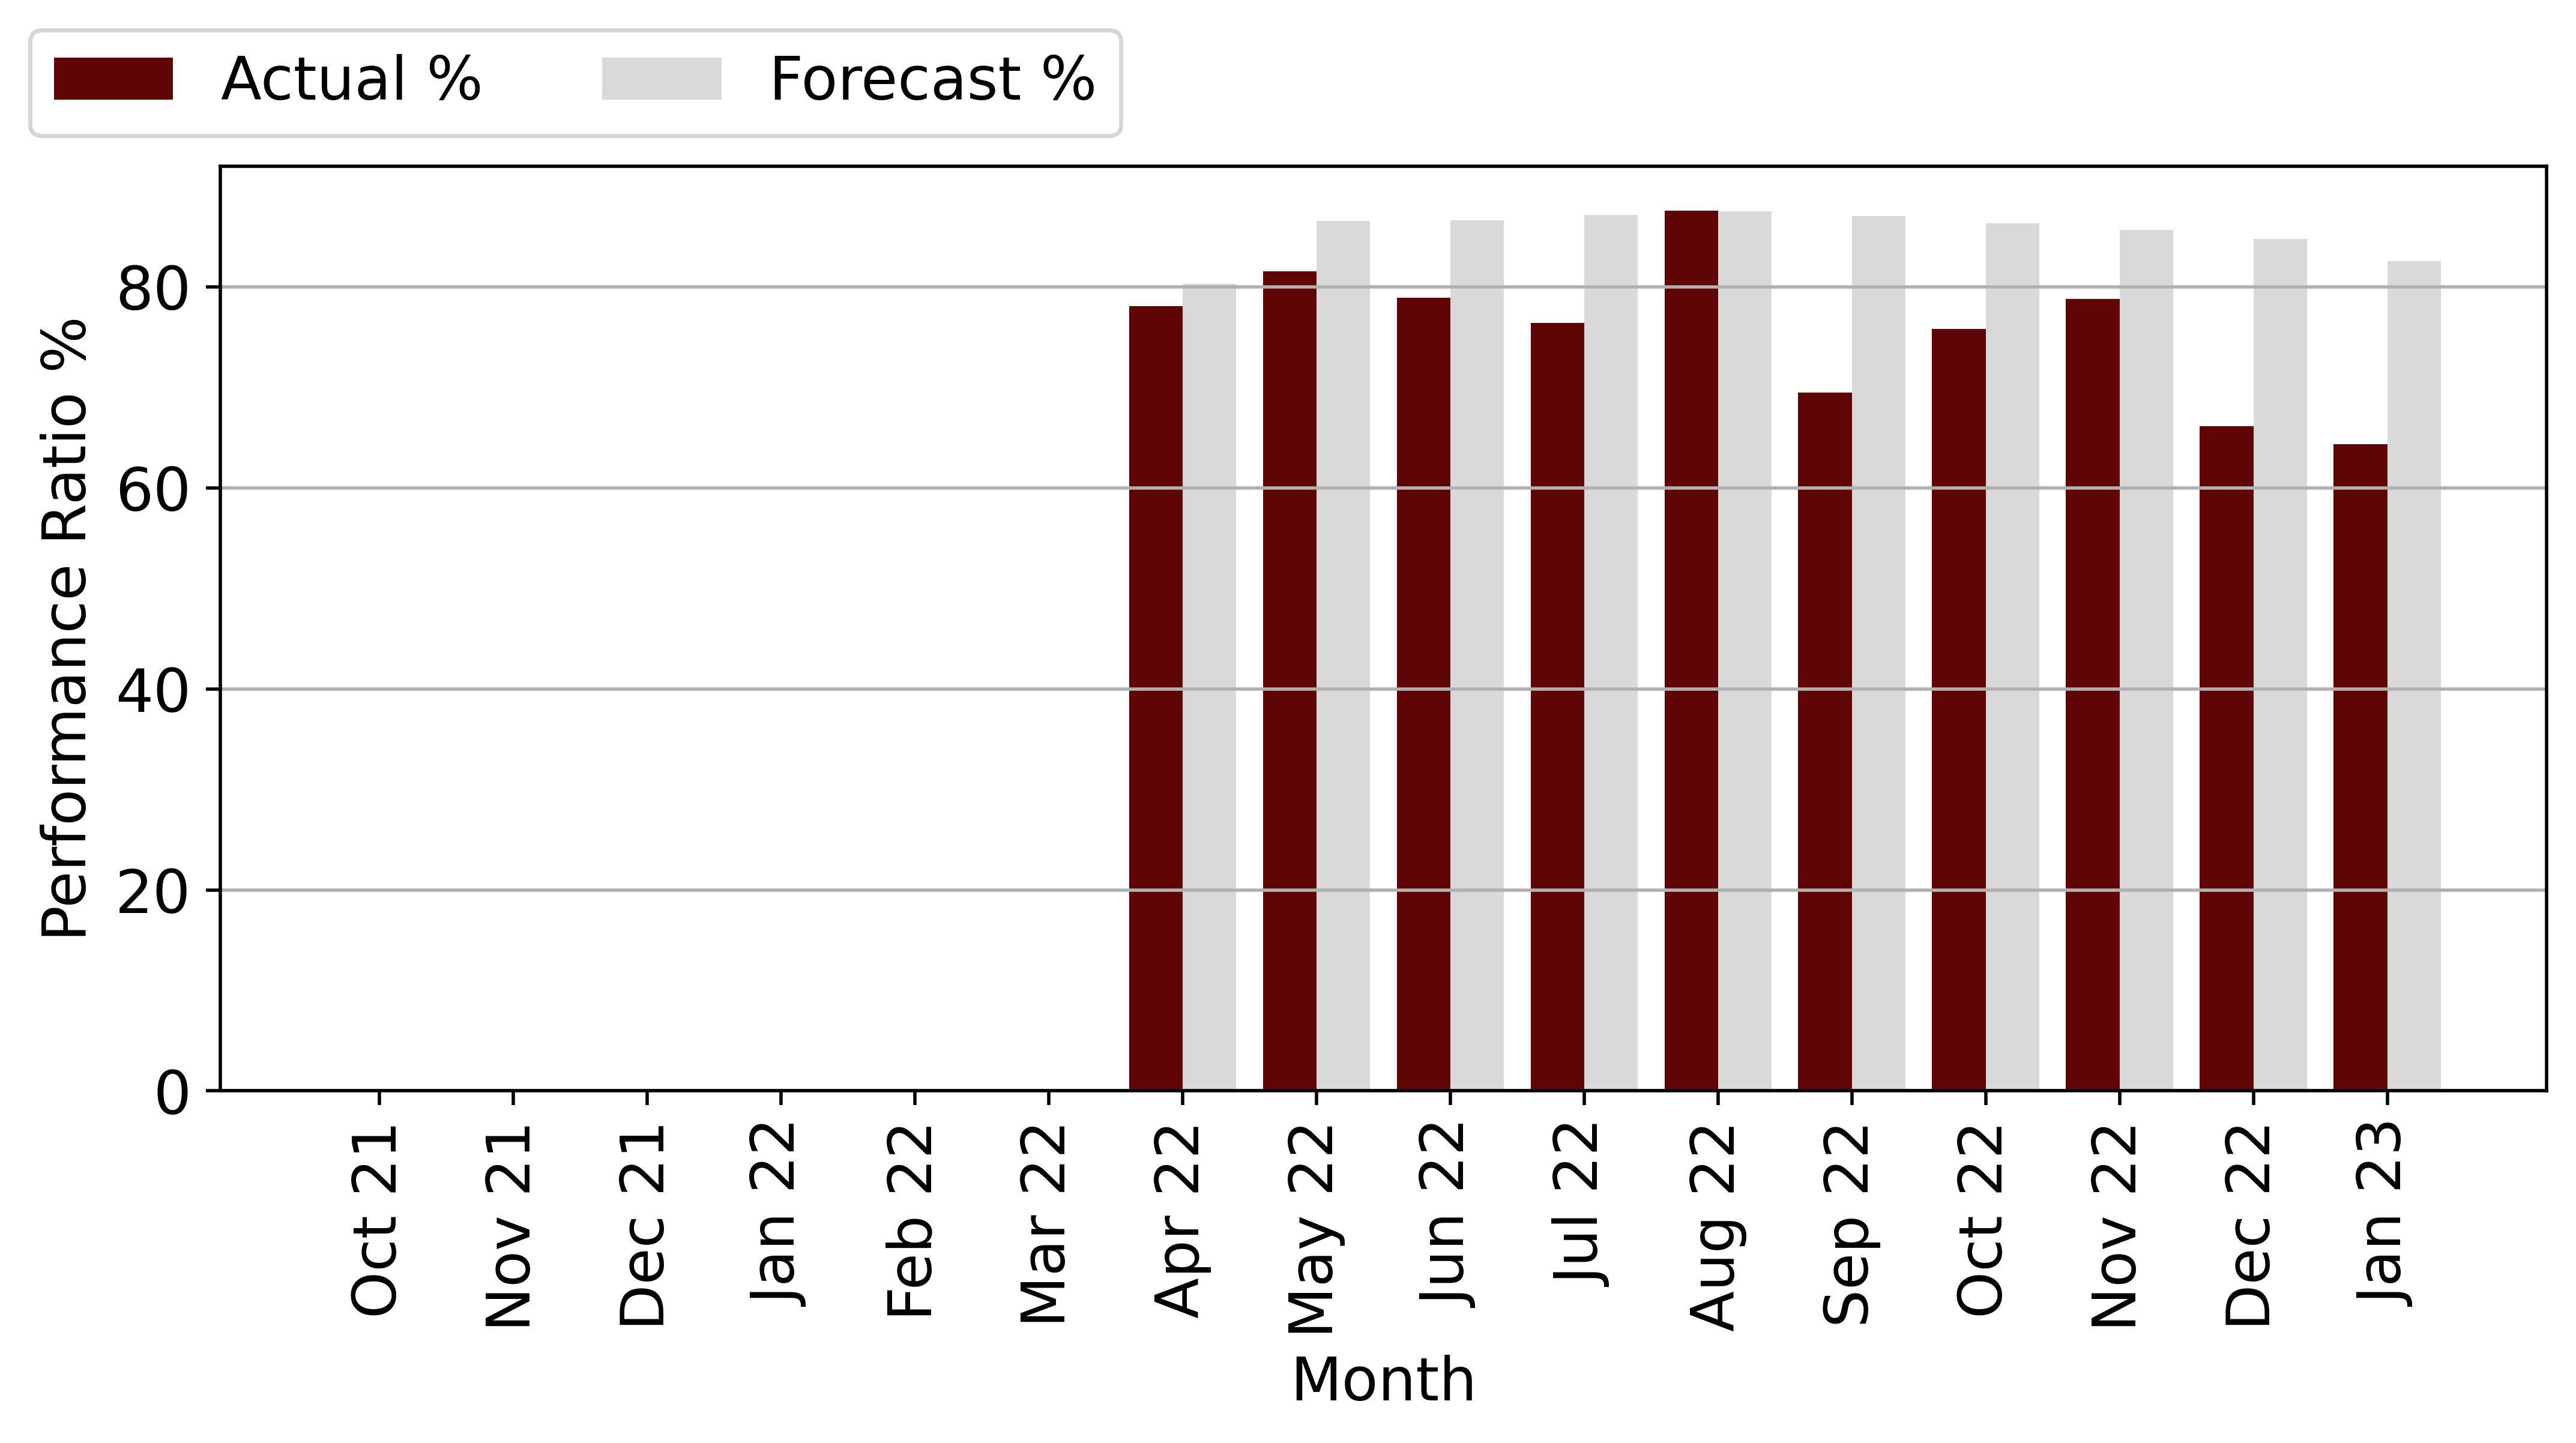 Actual % Forecast %
Performance Ratio %
80
60
40
20
0
Oct 21
Nov 21
Dec 21
Jan 22
Feb 22
Mar 22
Apr 22
May 22
Jun 22
Jul 22
Aug 22
Sep 22
Oct 22
Nov 22
Dec 22
Jan 23
Month